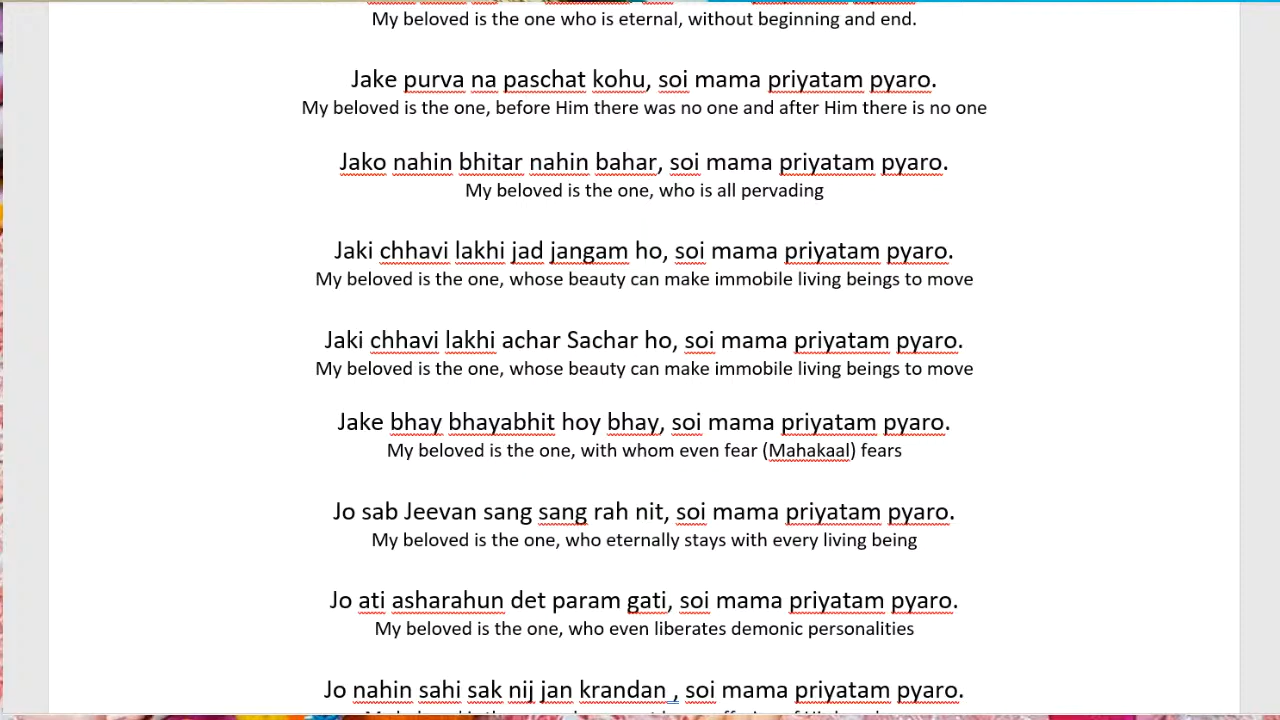 My beloved is the one who is eternal, without beginning and end.
Jake purva na paschat kohu, soi mama priyatam pyaro.
My beloved is the one, before Him there was no one and after Him there is no one
Jako nahin bhitar nahin bahar, soi mama priyatam pyaro.
My beloved is the one, who is all pervading
Jaki chhavi lakhi jad jangam ho, soi mama priyatam pyaro.
My beloved is the one, whose beauty can make immobile living beings to move
Jaki chhavi lakhi achar Sachar ho, soi mama priyatam pyaro.
My beloved is the one, whose beauty can make immobile living beings to move
Jake bhay bhayabhit hoy bhay, soi mama priyatam pyaro.
My beloved is the one, with whom even fear (Mahakaal) fears
Jo sab Jeevan sang sang rah nit, soi mama priyatam pyaro.
My beloved is the one, who eternally stays with every living being
Jo ati asharahun det param gati, soi mama priyatam pyaro.
My beloved is the one, who even liberates demonic personalities
Jo nahin sahi sak nij jan krandan , soi mama priyatam pyaro.